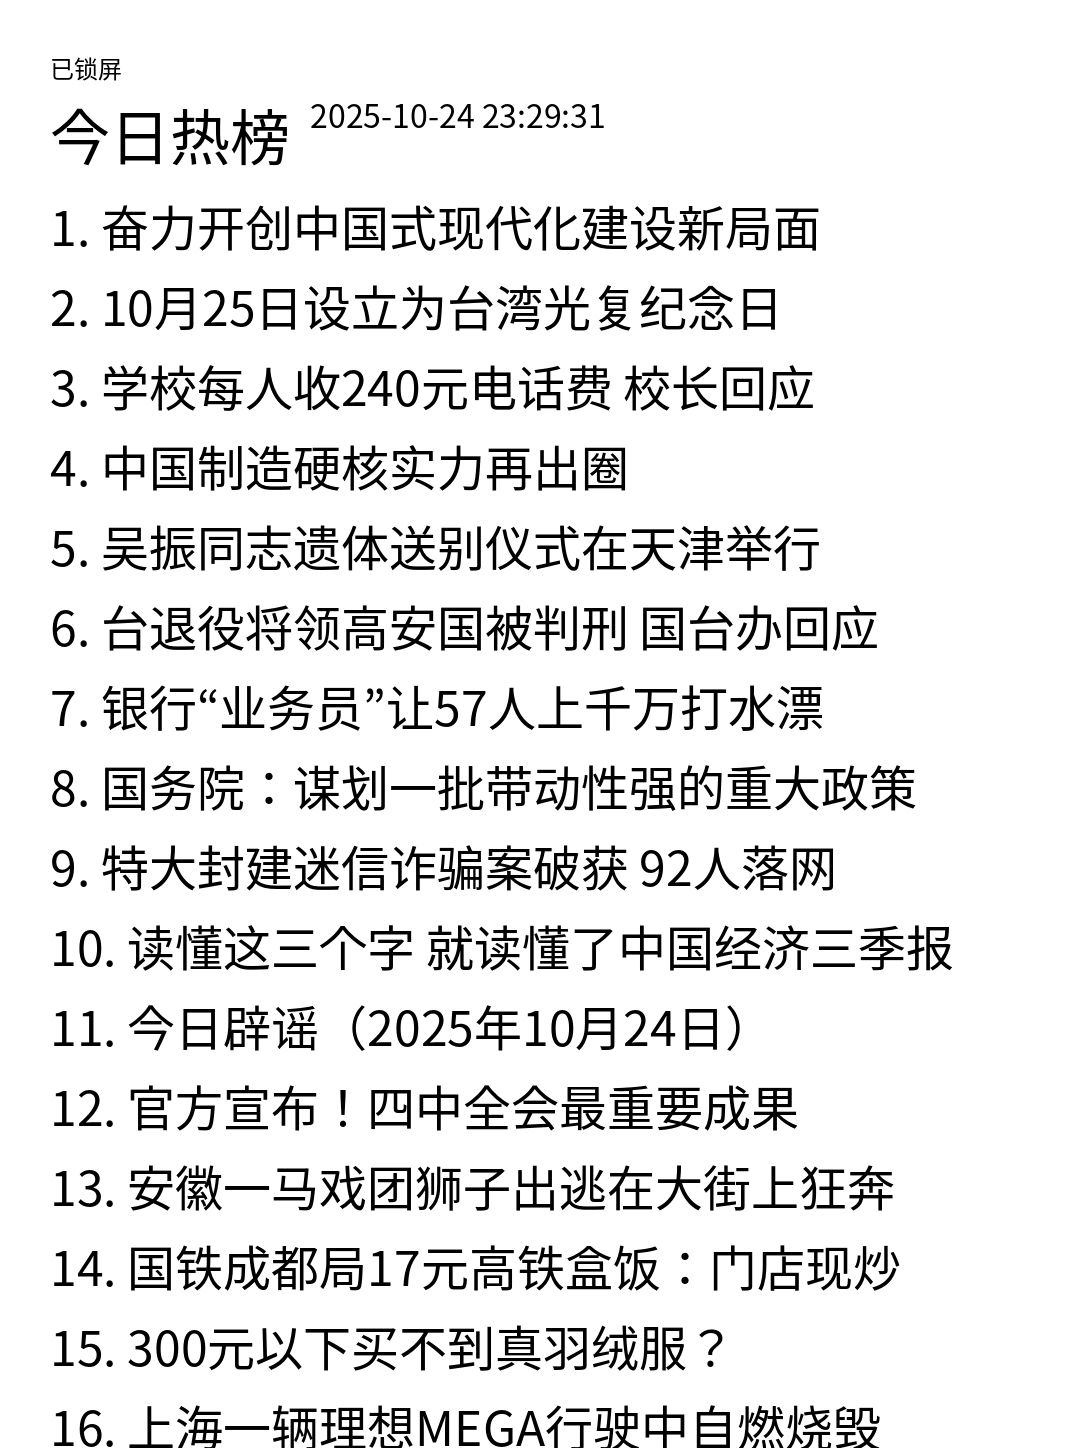 已锁屏
今日热榜 2025-10-24 23:29:31
1. 奋力开创中国式现代化建设新局面
2. 10月25日设立为台湾光复纪念日
3. 学校每人收240元电话费 校长回应
4. 中国制造硬核实力再出圈
5. 吴振同志遗体送别仪式在天津举行
6. 台退役将领高安国被判刑 国台办回应
7. 银行“业务员”让57人上千万打水漂
8. 国务院：谋划一批带动性强的重大政策
9. 特大封建迷信诈骗案破获 92人落网
10. 读懂这三个字 就读懂了中国经济三季报
11. 今日辟谣（2025年10月24日）
12. 官方宣布！四中全会最重要成果
13. 安徽一马戏团狮子出逃在大街上狂奔
14. 国铁成都局17元高铁盒饭：门店现炒
15. 300元以下买不到真羽绒服？
16. 上海一辆理想MEGA行驶中自燃烧毁